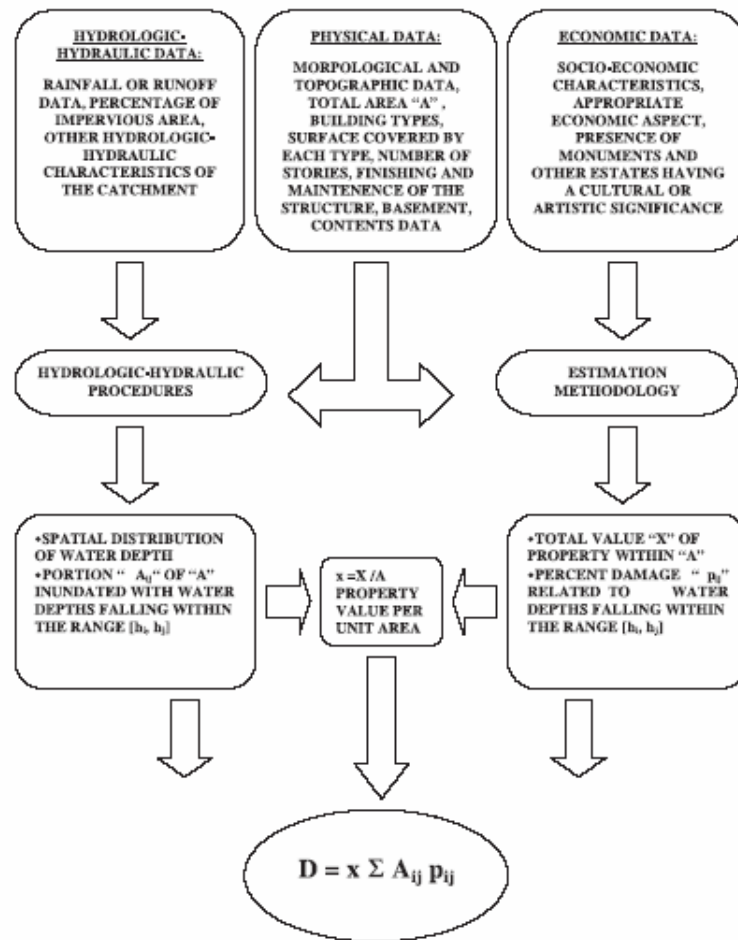 HYDROLOGIC-
HYDRAULIC DATA:
RAINFALL OR RUNOFF
DATA, PERCENTAGE OF
IMPERVIOUS AREA,
OTHER HYDROLOGIC-
HYDRAULIC
CHARACTERISTICS OF
THE CATCHMENT
PHYSICAL DATA:
MORPOLOGICAL AND
TOPOGRAPHIC DATA,
TOTAL AREA “A” ,
BUILDING TYPES,
SURFACE COVERED BY
EACH TYPE, NUMBER OF
STORIES, FINISHING AND
MAINTENENCE OF THE
STRUCTURE, BASEMENT,
CONTENTS DATA
ECONOMIC DATA:
SOCIO-ECONOMIC
CHARACTERISTICS,
APPROPRIATE
ECONOMIC ASPECT,
PRESENCE OF
MONUMENTS AND
OTHER ESTATES HAVING
A CULTURAL OR
ARTISTIC SIGNIFICANCE
HYDROLOGIC-HYDRAULIC
PROCEDURES
ESTIMATION
METHODOLOGY
•SPATIAL DISTRIBUTION
OF WATER DEPTH
•PORTION “ Aij” OF “A”
INUNDATED WITH WATER
DEPTHS FALLING WITHIN
THE RANGE [hi, hj]
x =X /A
PROPERTY
VALUE PER
UNIT AREA
•TOTAL VALUE “X” OF
PROPERTY WITHIN “A”
•PERCENT DAMAGE “ pij”
RELATED TO WATER
DEPTHS FALLING WITHIN
THE RANGE [hi, hj]
D = x Σ Aij pij